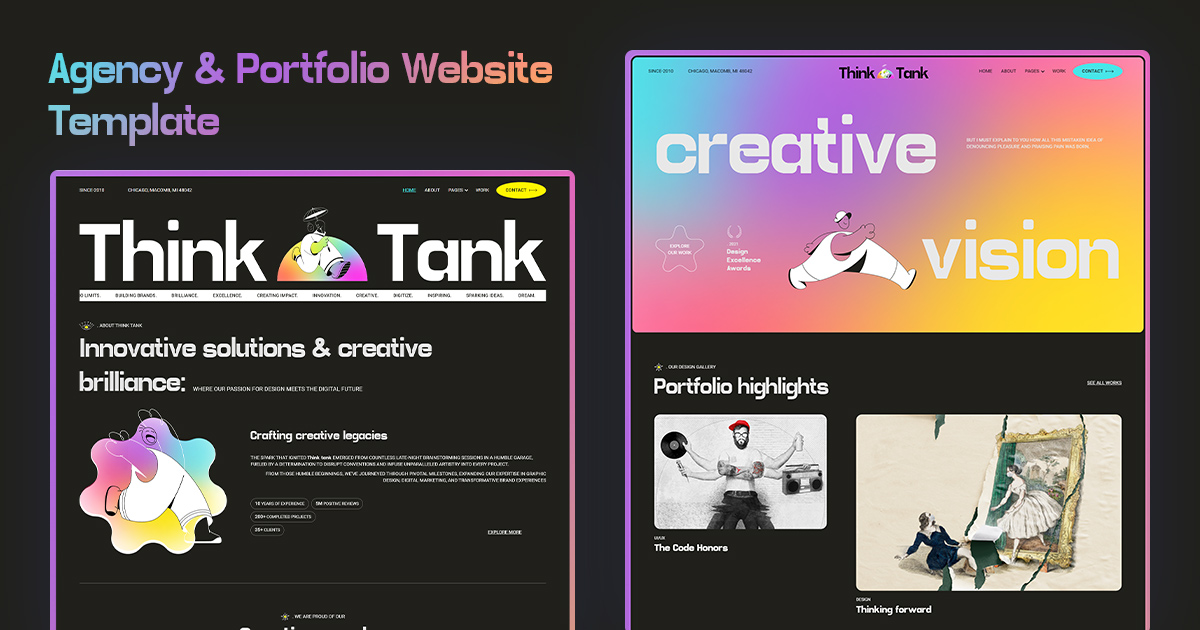 Agency & Portfolio Website
Template
SINCE-2010
CHICAGO, MACOMB, MI 48042
HOME
ABOUT
PAGES
WORK
CONTACT
Think Tank
O LIMITS.
BUILDING BRANDS.
BRILLIANCE.
EXCELLENCE.
CREATING IMPACT.
INNOVATION.
CREATIVE.
DIGITIZE.
INSPIRING.
SPARKING IDEAS.
DREAM.
. ABOUT THINK TANK
Innovative solutions & creative
brilliance: WHERE OUR PASSION FOR DESIGN MEETS THE DIGITAL FUTURE
Crafting creative legacies
THE SPARK THAT IGNITED Think tank EMERGED FROM COUNTLESS LATE-NIGHT BRAINSTORMING SESSIONS IN A HUMBLE GARAGE,
FUELED BY A DETERMINATION TO DISRUPT CONVENTIONS AND INFUSE UNPARALLELED ARTISTRY INTO EVERY PROJECT.
FROM THOSE HUMBLE BEGINNINGS, WE'VE JOURNEYED THROUGH PIVOTAL MILESTONES, EXPANDING OUR EXPERTISE IN GRAPHIC
DESIGN, DIGITAL MARKETING, AND TRANSFORMATIVE BRAND EXPERIENCES
YEARS OF EXPERIENCE
5M POSITIVE REVIEWS
200+ COMPLETED PROJECTS
35+ CLIENTS
EXPLORE MORE
. WE ARE PROUD OF OUR
SINCE-2010
CHICAGO, MACOMB, MI 48042
Think Tank
HOME
ABOUT
PAGES
WORK
CONTACT
creative
BUT I MUST EXPLAIN TO YOU HOW ALL THIS MISTAKEN IDEA OF
DENOUNCING PLEASURE AND PRAISING PAIN WAS BORN.
EXPLORE
OUR WORK
2021
Design
Excellence
Awards
vision
. OUR DESIGN GALLERY
Portfolio highlights
SEE ALL WORKS
UI/UX
The Code Honors
DESIGN
Thinking forward